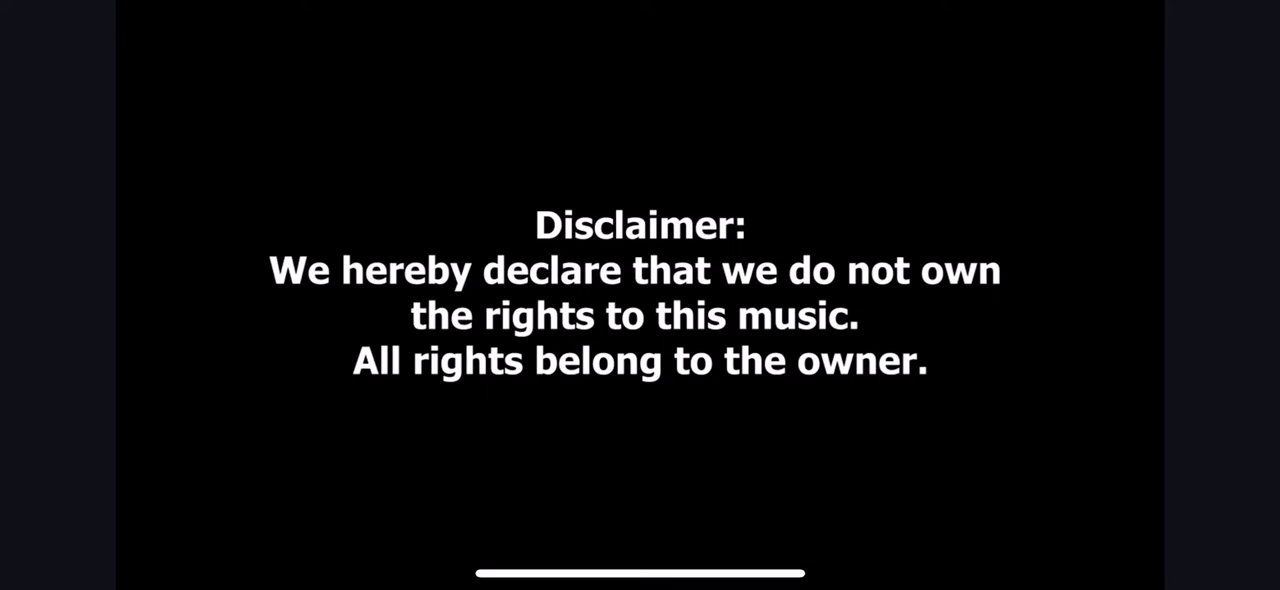 Disclaimer:
We hereby declare that we do not own
the rights to this music.
All rights belong to the owner.